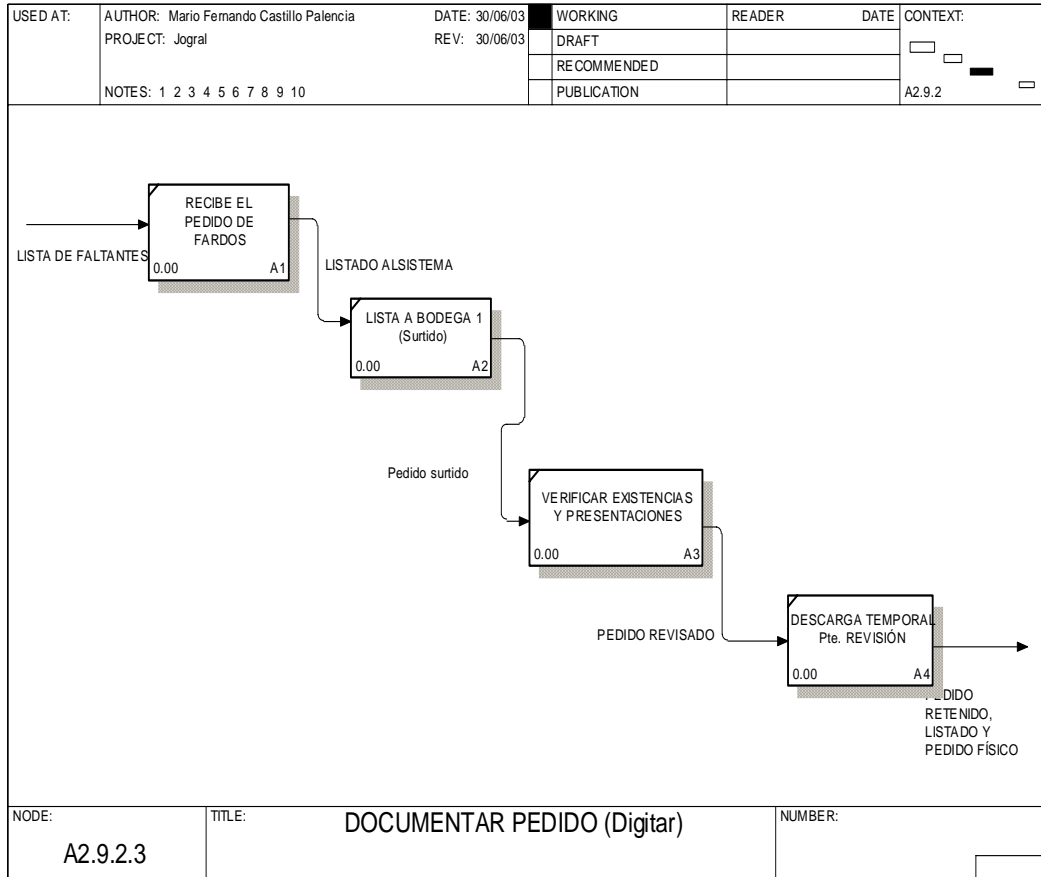 USED AT:
AUTHOR: Mario Fernando Castillo Palencia
DATE: 30/06/03
PROJECT: Jogral
REV: 30/06/03
NOTES: 1 2 3 4 5 6 7 8 9 10
WORKING
DRAFT
RECOMMENDED
PUBLICATION
READER
DATE
CONTEXT:
A2.9.2
LISTA DE FALTANTES
RECIBE EL
PEDIDO DE
FARDOS
0.00
A1
LISTADO ALSISTEMA
LISTA A BODEGA 1
(Surtido)
0.00
A2
Pedido surtido
VERIFICAR EXISTENCIAS
Y PRESENTACIONES
0.00
A3
PEDIDO REVISADO
DESCARGA TEMPORAL
Pte. REVISIÓN
0.00
A4
PEDIDO
RETENIDO,
LISTADO Y
PEDIDO FÍSICO
NODE:
A2.9.2.3
TITLE:
DOCUMENTAR PEDIDO (Digitar)
NUMBER: